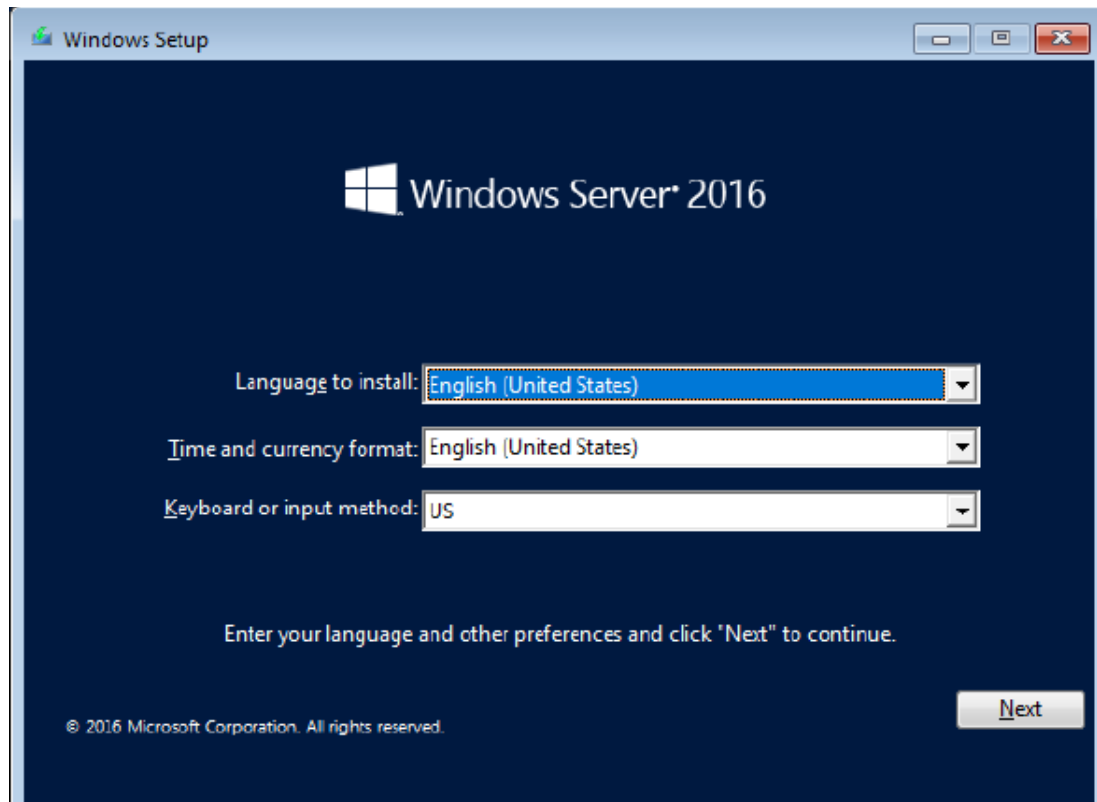 Windows Setup
Windows Server® 2016
Language to install: English (United States)
Time and currency format: English (United States)
Keyboard or input method: US
Enter your language and other preferences and click "Next" to continue.
Next
© 2016 Microsoft Corporation. All rights reserved.